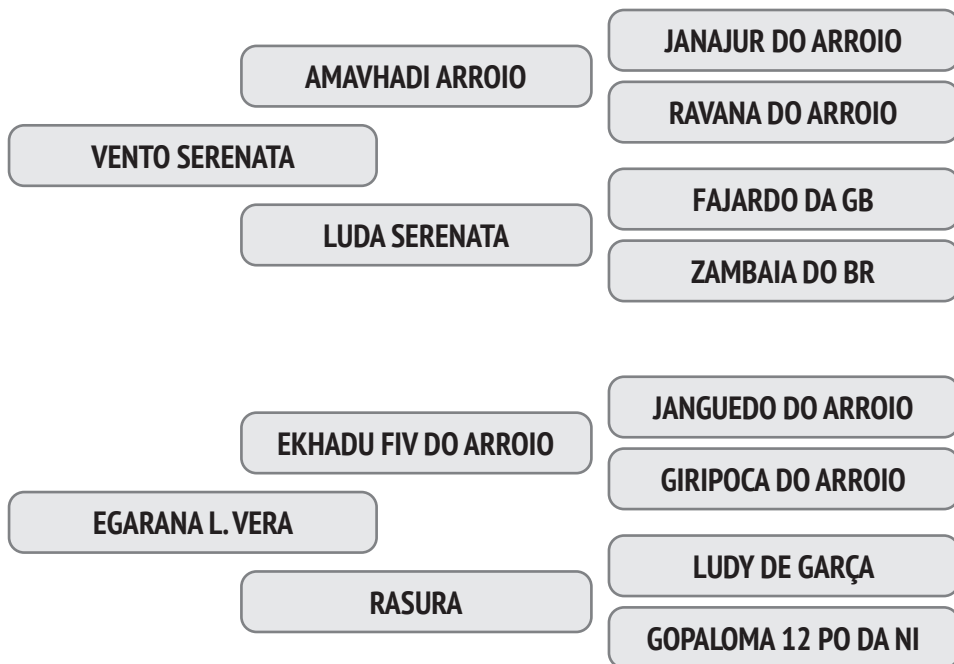 JANAJUR DO ARROIO
AMAVHADI ARROIO
RAVANA DO ARROIO
VENTO SERENATA
FAJARDO DA GB
LUDA SERENATA
ZAMBAIA DO BR
JANGUEDO DO ARROIO
EKHADU FIV DO ARROIO
GIRIPOCA DO ARROIO
EGARANA L. VERA
LUDY DE GARÇA
RASURA
GOPALOMA 12 PO DA NI